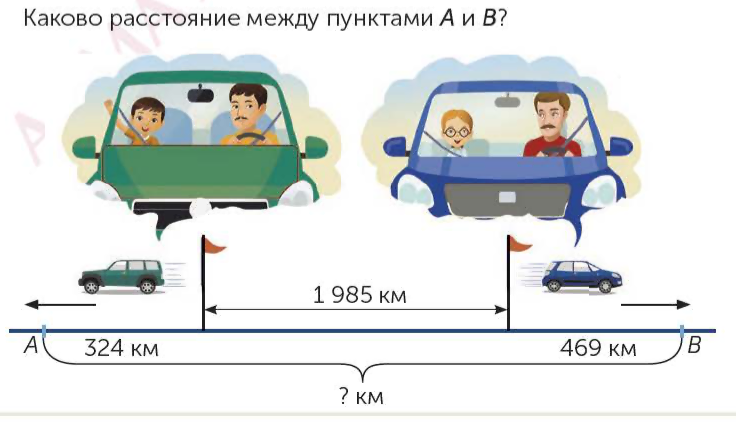 Каково расстояние между пунктами A и B?
1 985 км
A 324 км 469 км B
? км